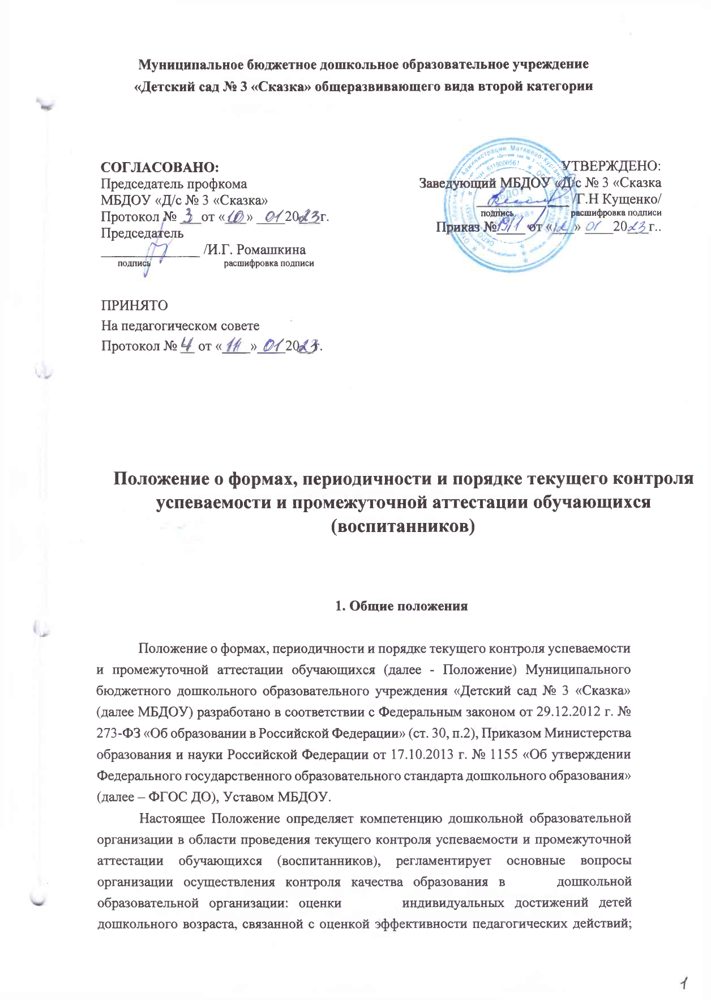 Муниципальное бюджетное дошкольное образовательное учреждение
«Детский сад № 3 «Сказка» общеразвивающего вида второй категории
СОГЛАСОВАНО:
Председатель профкома
МБДОУ «Д/с № 3 «Сказка»
Протокол № 3 от «10» 01 2023г.
Председатель
/И.Г. Ромашкина
подпись расшифровка подписи
УТВЕРЖДЕНО:
Заведующий МБДОУ «Д/с № 3 «Сказка
/Г.Н Кущенко/
подпись расшифровка подписи
Приказ № 19/1 от «12» 01 2023г..
ИНН 6119006561
ПРИНЯТО
На педагогическом совете
Протокол № 4 от «11» 01 2023г.
Положение о формах, периодичности и порядке текущего контроля
успеваемости и промежуточной аттестации обучающихся
(воспитанников)
1. Общие положения
Положение о формах, периодичности и порядке текущего контроля успеваемости
и промежуточной аттестации обучающихся (далее - Положение) Муниципального
бюджетного дошкольного образовательного учреждения «Детский сад № 3 «Сказка»
(далее МБДОУ) разработано в соответствии с Федеральным законом от 29.12.2012 г. №
273-ФЗ «Об образовании в Российской Федерации» (ст. 30, п.2), Приказом Министерства
образования и науки Российской Федерации от 17.10.2013 г. № 1155 «Об утверждении
Федерального государственного образовательного стандарта дошкольного образования»
(далее – ФГОС ДО), Уставом МБДОУ.
Настоящее Положение определяет компетенцию дошкольной образовательной
организации в области проведения текущего контроля успеваемости и промежуточной
аттестации обучающихся (воспитанников), регламентирует основные вопросы
организации осуществления контроля качества образования в дошкольной
образовательной организации: оценки индивидуальных достижений детей
дошкольного возраста, связанной с оценкой эффективности педагогических действий;
1